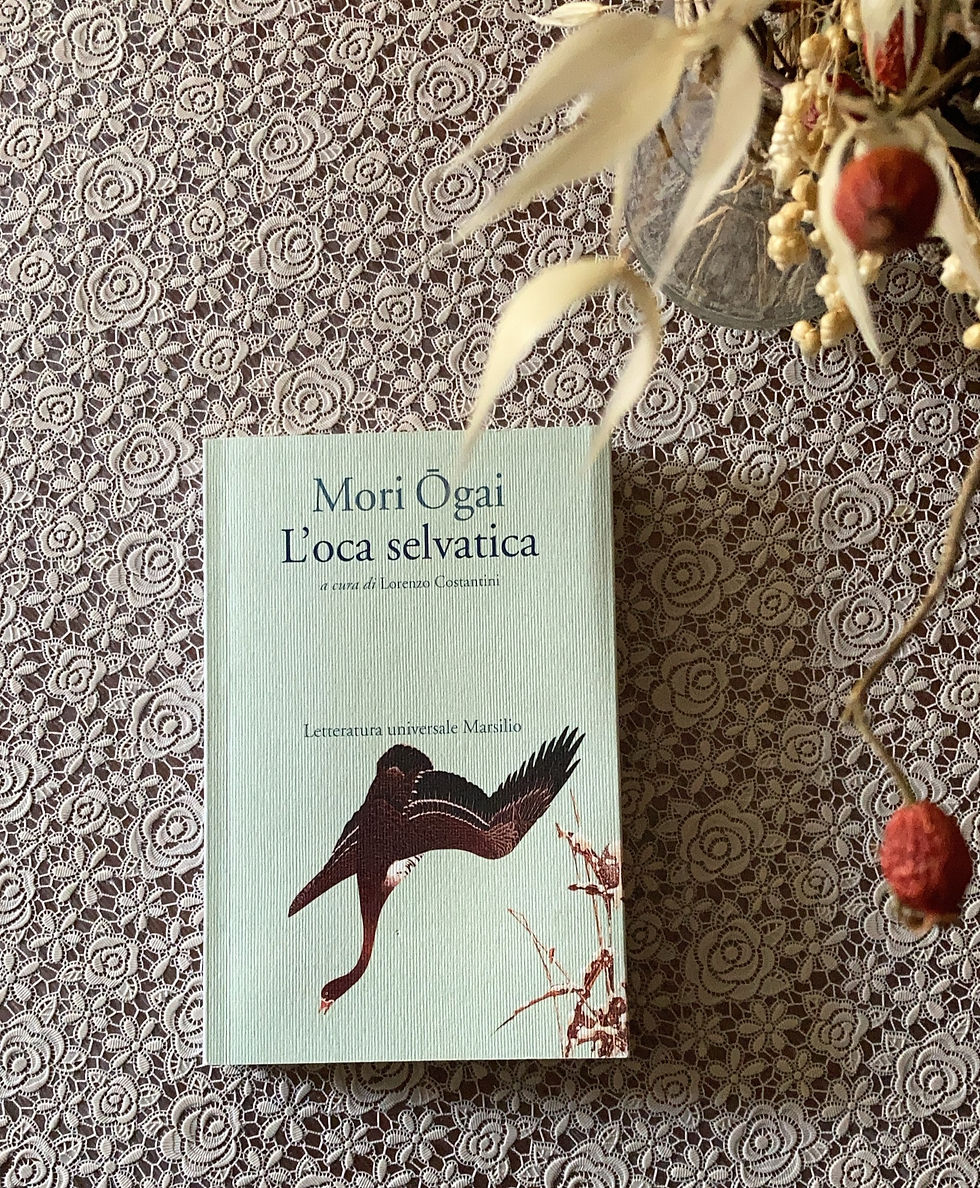 Mori Ōgai
L’oca selvatica
a cura di Lorenzo Costantini
Letteratura universale Marsilio